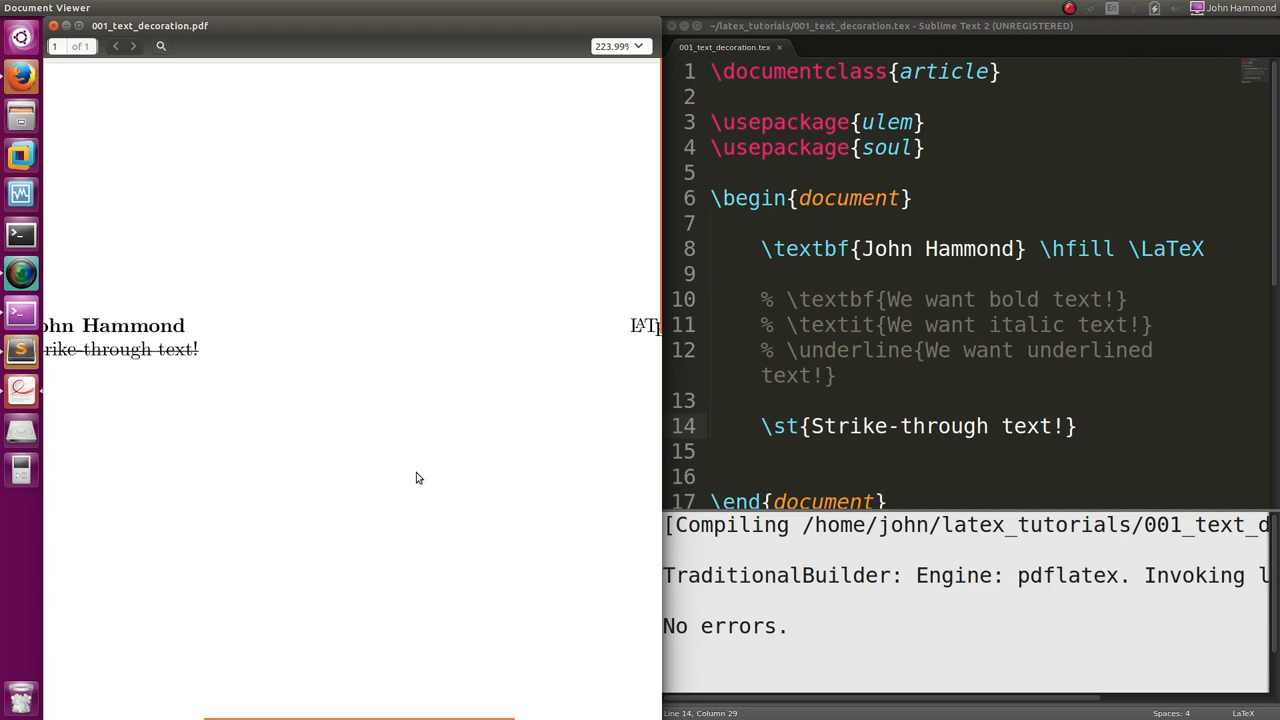 Document Viewer
En
John Hammond
001_text_decoration.pdf
1 of 1
223.99%
ohn Hammond
LATE
rike-through text!
~/latex_tutorials/001_text_decoration.tex - Sublime Text 2 (UNREGISTERED)
001_text_decoration.tex ×
1 \documentclass{article}
2
3 \usepackage{ulem}
4 \usepackage{soul}
5
6 \begin{document}
7
8 \textbf{John Hammond} \hfill \LaTeX
9
10 % \textbf{We want bold text!}
11 % \textit{We want italic text!}
12 % \underline{We want underlined
text!}
13
14 \st{Strike-through text!}
15
16
17 \end{document}
[Compiling /home/john/latex_tutorials/001_text_d
TraditionalBuilder: Engine: pdflatex. Invoking l
No errors.
Line 14, Column 29
Spaces: 4
LaTeX